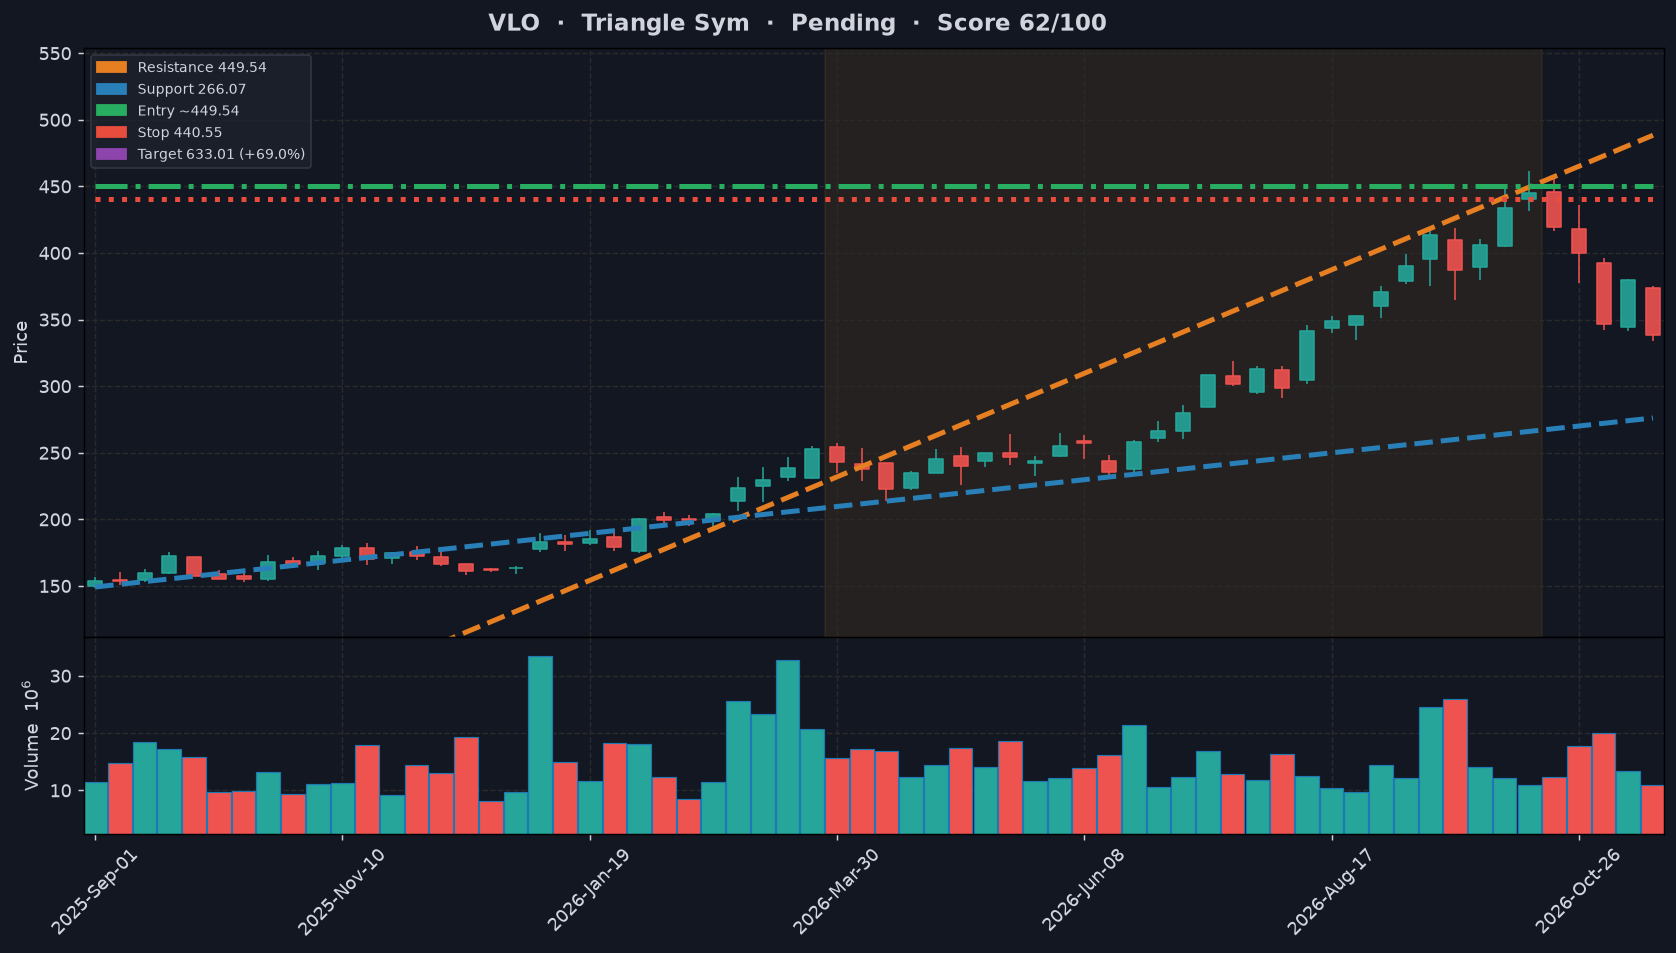 VLO · Triangle Sym · Pending · Score 62/100
Resistance 449.54
Support 266.07
Entry ~449.54
Stop 440.55
Target 633.01 (+69.0%)
Price
550
500
450
400
350
300
250
200
150
Volume 10⁶
30
20
10
2025-Sep-01
2025-Nov-10
2026-Jan-19
2026-Mar-30
2026-Jun-08
2026-Aug-17
2026-Oct-26